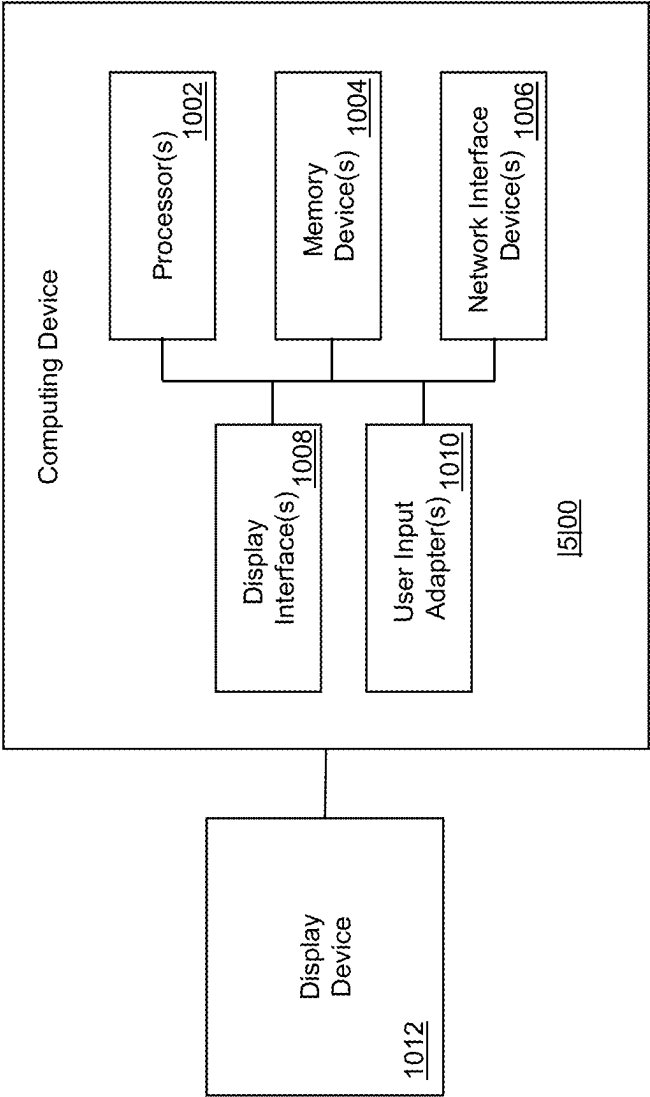 Computing Device
Processor(s)
1002
Memory
Device(s)
1004
Network Interface
Device(s)
1006
Display
Interface(s)
1008
User Input
Adapter(s)
1010
|5|00
Display
Device
1012